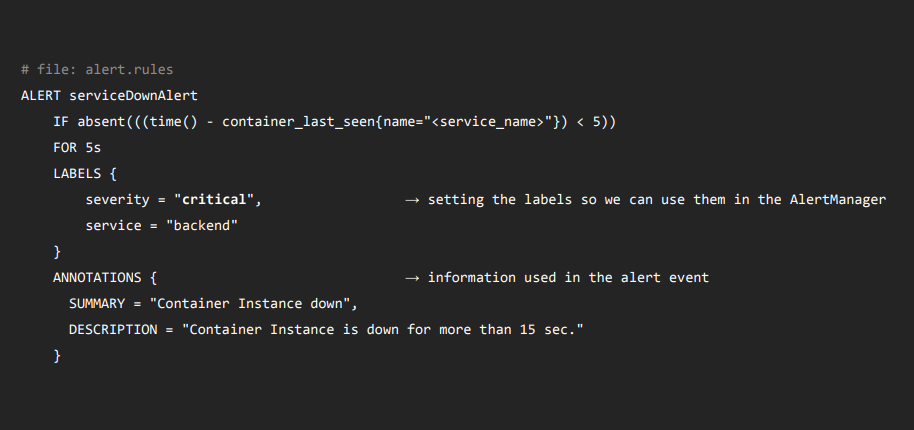 # file: alert.rules
ALERT serviceDownAlert
IF absent(((time() - container_last_seen{name="<service_name>"}) < 5))
FOR 5s
LABELS {
severity = "critical", → setting the labels so we can use them in the AlertManager
service = "backend"
}
ANNOTATIONS { → information used in the alert event
SUMMARY = "Container Instance down",
DESCRIPTION = "Container Instance is down for more than 15 sec."
}